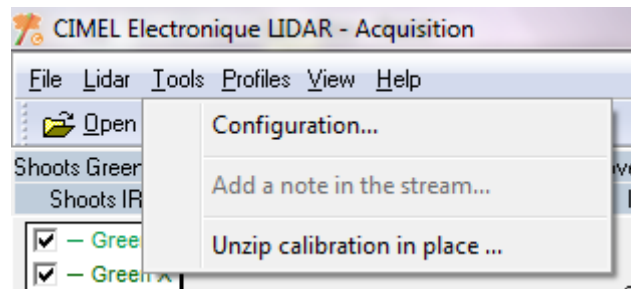 CIMEL Electronique LIDAR - Acquisition
File Lidar Tools Profiles View Help
Open
Configuration...
Shoots Green
Add a note in the stream...
Shoots IR
Unzip calibration in place ...
Green X